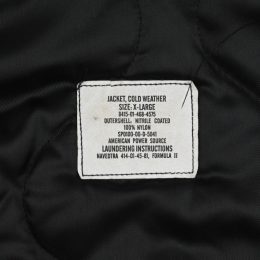 JACKET, COLD WEATHER
SIZE: X-LARGE
8415-01-468-4575
OUTERSHELL, NITRILE COATED
100% NYLON
SPO100-00-D-5041
AMERICAN POWER SOURCE
LAUNDERING INSTRUCTIONS
NAVEDTRA 414-01-45-81, FORMULA II